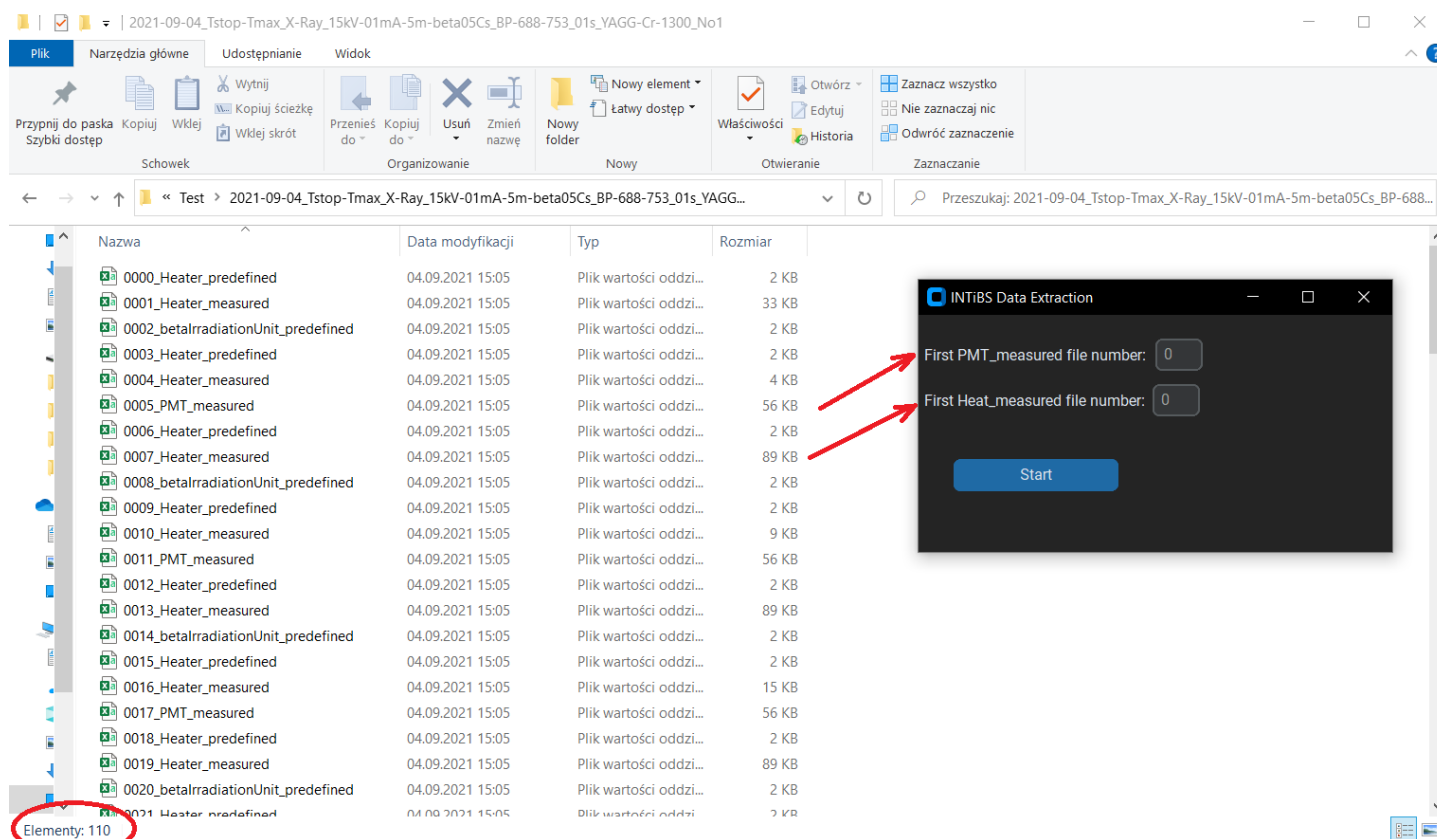 2021-09-04_Tstop-Tmax_X-Ray_15kV-01mA-5m-beta05Cs_BP-688-753_01s_YAGG-Cr-1300_No1
Plik Narzędzia główne Udostępnianie Widok
Przypnij do paska Szybki dostęp
Kopiuj
Wklej
Wytnij
Kopiuj ścieżkę
Wklej skrót
Schowek
Przenieś do
Kopiuj do
Usuń
Zmień nazwę
Organizowanie
Nowy folder
Nowy element
Łatwy dostęp
Nowy
Właściwości
Otwórz
Edytuj
Historia
Otwieranie
Zaznacz wszystko
Nie zaznaczaj nic
Odwróć zaznaczenie
Zaznaczanie
« Test > 2021-09-04_Tstop-Tmax_X-Ray_15kV-01mA-5m-beta05Cs_BP-688-753_01s_YAGG...
Przeszukaj: 2021-09-04_Tstop-Tmax_X-Ray_15kV-01mA-5m-beta05Cs_BP-688...
Nazwa Data modyfikacji Typ Rozmiar
0000_Heater_predefined 04.09.2021 15:05 Plik wartości oddzi... 2 KB
0001_Heater_measured 04.09.2021 15:05 Plik wartości oddzi... 33 KB
0002_betaIrradiationUnit_predefined 04.09.2021 15:05 Plik wartości oddzi... 2 KB
0003_Heater_predefined 04.09.2021 15:05 Plik wartości oddzi... 2 KB
0004_Heater_measured 04.09.2021 15:05 Plik wartości oddzi... 4 KB
0005_PMT_measured 04.09.2021 15:05 Plik wartości oddzi... 56 KB
0006_Heater_predefined 04.09.2021 15:05 Plik wartości oddzi... 2 KB
0007_Heater_measured 04.09.2021 15:05 Plik wartości oddzi... 89 KB
0008_betaIrradiationUnit_predefined 04.09.2021 15:05 Plik wartości oddzi... 2 KB
0009_Heater_predefined 04.09.2021 15:05 Plik wartości oddzi... 2 KB
0010_Heater_measured 04.09.2021 15:05 Plik wartości oddzi... 9 KB
0011_PMT_measured 04.09.2021 15:05 Plik wartości oddzi... 56 KB
0012_Heater_predefined 04.09.2021 15:05 Plik wartości oddzi... 2 KB
0013_Heater_measured 04.09.2021 15:05 Plik wartości oddzi... 89 KB
0014_betaIrradiationUnit_predefined 04.09.2021 15:05 Plik wartości oddzi... 2 KB
0015_Heater_predefined 04.09.2021 15:05 Plik wartości oddzi... 2 KB
0016_Heater_measured 04.09.2021 15:05 Plik wartości oddzi... 15 KB
0017_PMT_measured 04.09.2021 15:05 Plik wartości oddzi... 56 KB
0018_Heater_predefined 04.09.2021 15:05 Plik wartości oddzi... 2 KB
0019_Heater_measured 04.09.2021 15:05 Plik wartości oddzi... 89 KB
0020_betaIrradiationUnit_predefined 04.09.2021 15:05 Plik wartości oddzi... 2 KB
0021_Heater_predefined 04.09.2021 15:05 Plik wartości oddzi... 2 KB
Elementy: 110
INTiBS Data Extraction
First PMT_measured file number: 0
First Heat_measured file number: 0
Start